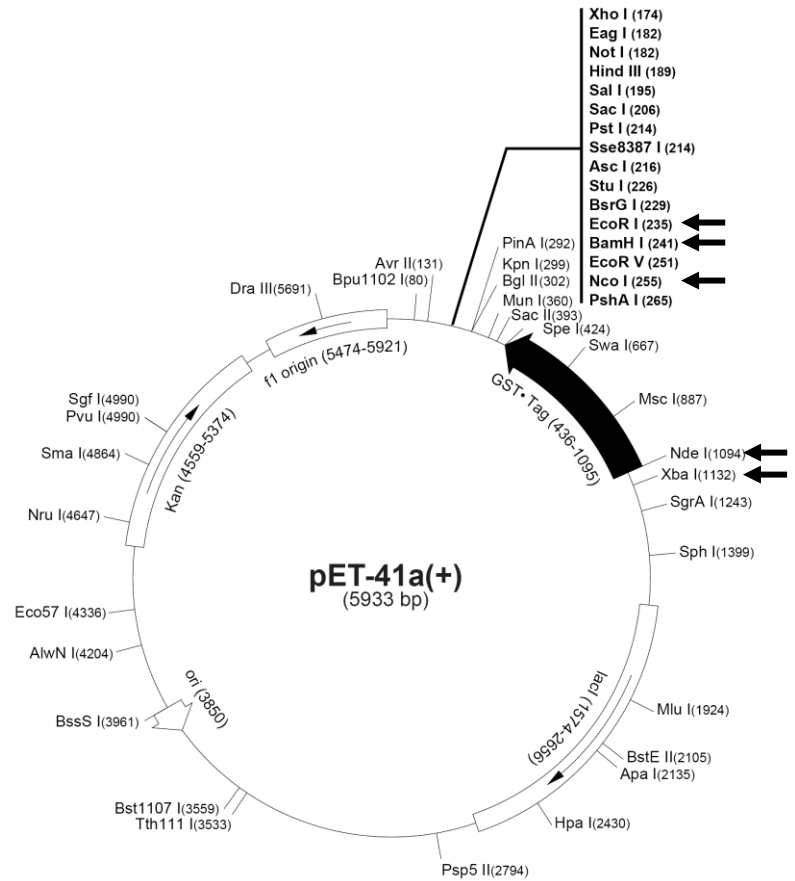 Xho I (174)
Eag I (182)
Not I (182)
Hind III (189)
Sal I (195)
Sac I (206)
Pst I (214)
Sse8387 I (214)
Asc I (216)
Stu I (226)
BsrG I (229)
EcoR I (235)
BamH I (241)
EcoR V (251)
Nco I (255)
PshA I (265)
PinA I(292)
Kpn I(299)
Bgl II(302)
Mun I(360)
Sac II(393)
Spe I(424)
Swa I(667)
Msc I(887)
Nde I(1094)
Xba I(1132)
SgrA I(1243)
Sph I(1399)
Mlu I(1924)
BstE II(2105)
Apa I(2135)
Hpa I(2430)
Psp5 II(2794)
Tth111 I(3533)
Bst1107 I(3559)
BssS I(3961)
AlwN I(4204)
Eco57 I(4336)
Nru I(4647)
Sma I(4864)
Pvu I(4990)
Sgf I(4990)
Dra III(5691)
Bpu1102 I(80)
Avr II(131)
f1 origin (5474-5921)
Kan (4559-5374)
GST•Tag (436-1095)
lacI (1574-2656)
ori (3850)
pET-41a(+)
(5933 bp)